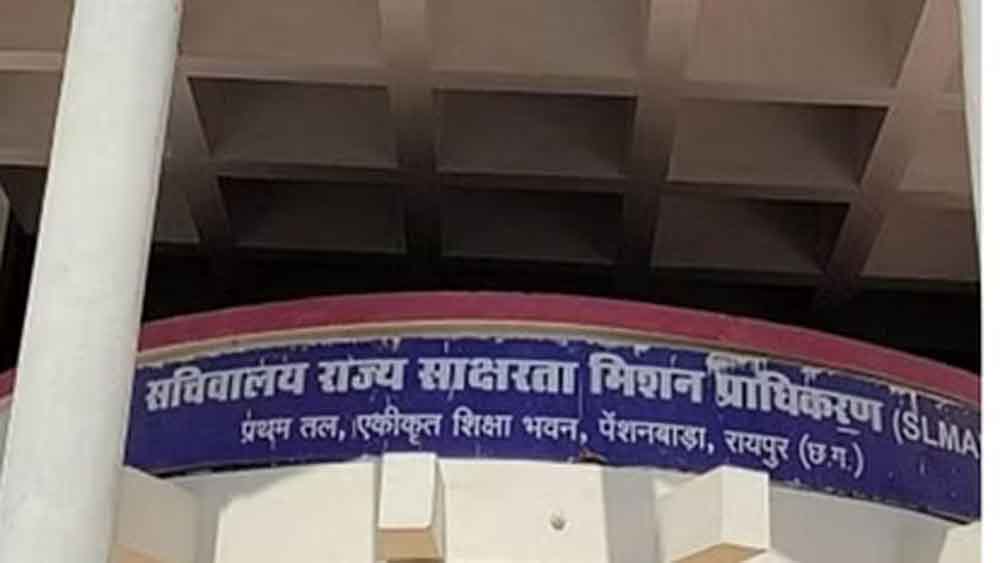 सचिवालय राज्य साक्षरता मिशन प्राधिकरण (SLMA)
प्रथम तल, एकीकृत शिक्षा भवन, पेंशनबाड़ा, रायपुर (छ.ग.)